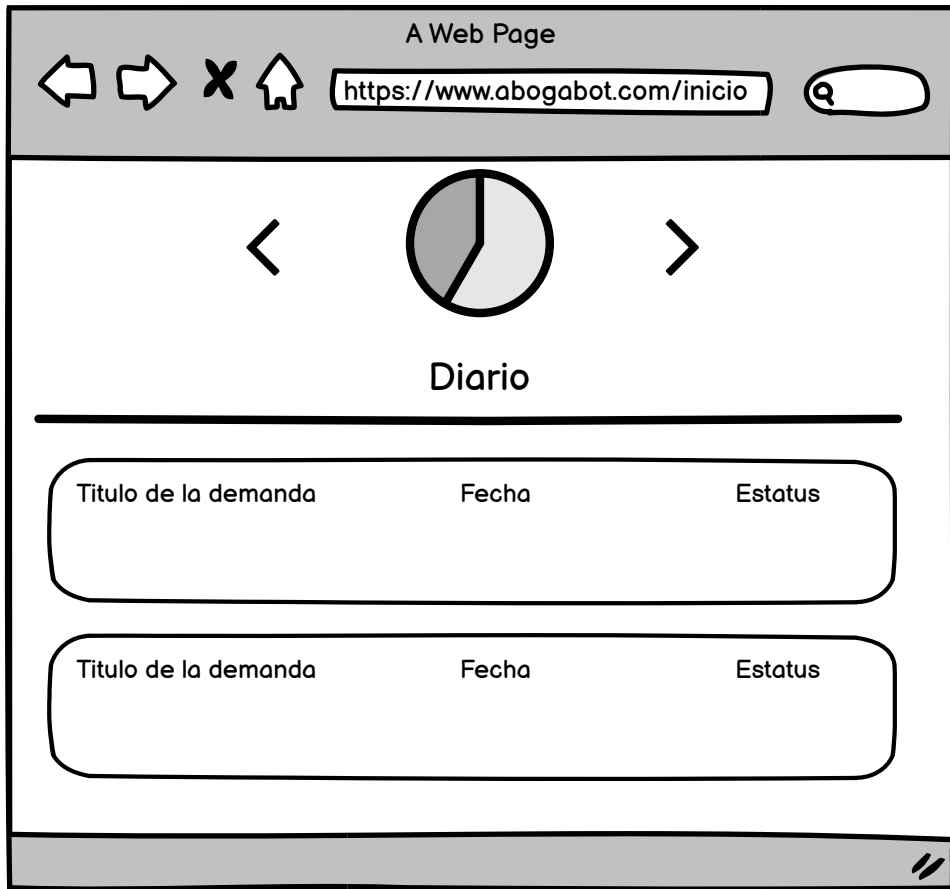 A Web Page
https://www.abogabot.com/inicio
Diario
Titulo de la demanda Fecha Estatus
Titulo de la demanda Fecha Estatus